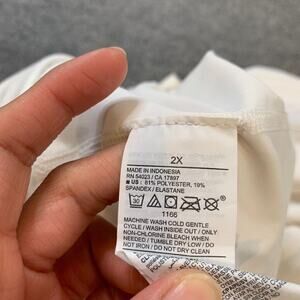 2X
MADE IN INDONESIA
RN 54023 / CA 17897
US: 81% POLYESTER, 19%
SPANDEX / ELASTANE
30
1166
MACHINE WASH COLD GENTLE
CYCLE / WASH INSIDE OUT / ONLY
NON-CHLORINE BLEACH WHEN
NEEDED / TUMBLE DRY LOW / DO
NOT IRON / DO NOT DRY CLEAN